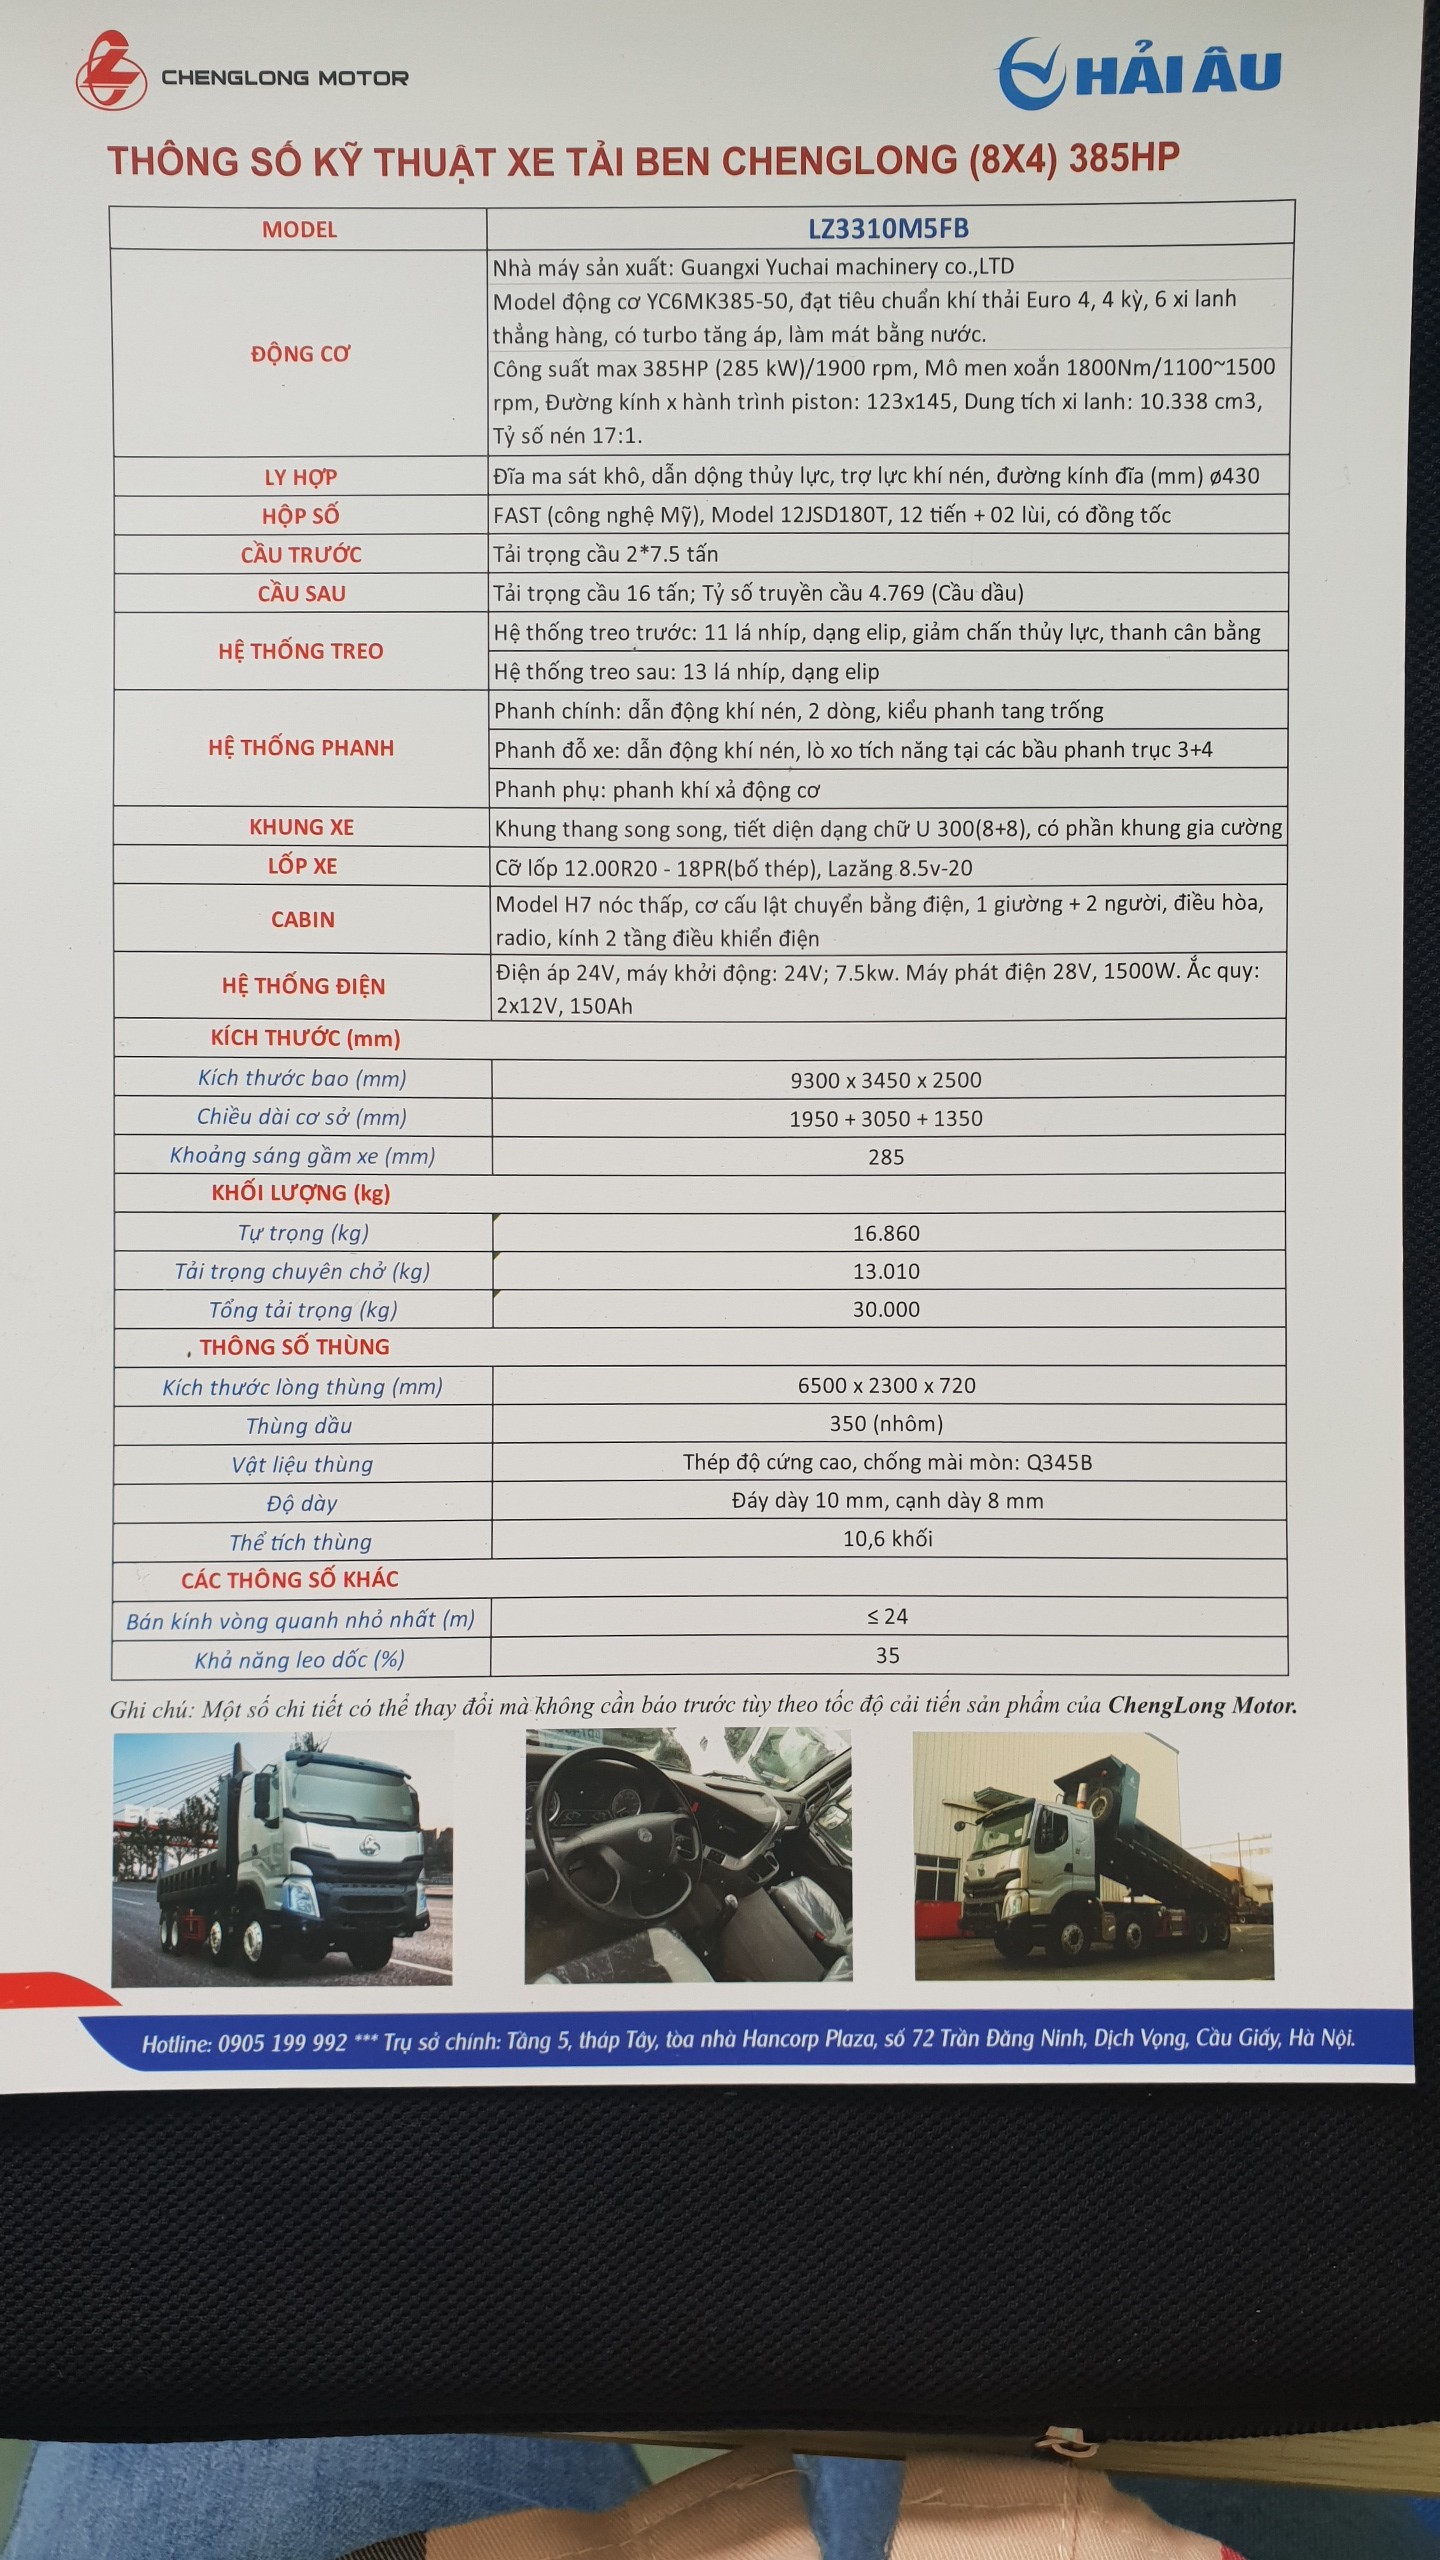 CHENGLONG MOTOR
HẢI ÂU
THÔNG SỐ KỸ THUẬT XE TẢI BEN CHENGLONG (8X4) 385HP
MODEL
LZ3310M5FB
ĐỘNG CƠ
Nhà máy sản xuất: Guangxi Yuchai machinery co.,LTD
Model động cơ YC6MK385-50, đạt tiêu chuẩn khí thải Euro 4, 4 kỳ, 6 xi lanh
thẳng hàng, có turbo tăng áp, làm mát bằng nước.
Công suất max 385HP (285 kW)/1900 rpm, Mô men xoắn 1800Nm/1100~1500
rpm, Đường kính x hành trình piston: 123x145, Dung tích xi lanh: 10.338 cm3,
Tỷ số nén 17:1.
LY HỢP
Đĩa ma sát khô, dẫn dộng thủy lực, trợ lực khí nén, đường kính đĩa (mm) ø430
HỘP SỐ
FAST (công nghệ Mỹ), Model 12JSD180T, 12 tiến + 02 lùi, có đồng tốc
CẦU TRƯỚC
Tải trọng cầu 2*7.5 tấn
CẦU SAU
Tải trọng cầu 16 tấn; Tỷ số truyền cầu 4.769 (Cầu dầu)
HỆ THỐNG TREO
Hệ thống treo trước: 11 lá nhíp, dạng elip, giảm chấn thủy lực, thanh cân bằng
Hệ thống treo sau: 13 lá nhíp, dạng elip
HỆ THỐNG PHANH
Phanh chính: dẫn động khí nén, 2 dòng, kiểu phanh tang trống
Phanh đỗ xe: dẫn động khí nén, lò xo tích năng tại các bầu phanh trục 3+4
Phanh phụ: phanh khí xả động cơ
KHUNG XE
Khung thang song song, tiết diện dạng chữ U 300(8+8), có phần khung gia cường
LỐP XE
Cỡ lốp 12.00R20 - 18PR(bố thép), Lazăng 8.5v-20
CABIN
Model H7 nóc thấp, cơ cấu lật chuyển bằng điện, 1 giường + 2 người, điều hòa,
radio, kính 2 tầng điều khiển điện
HỆ THỐNG ĐIỆN
Điện áp 24V, máy khởi động: 24V; 7.5kw. Máy phát điện 28V, 1500W. Ắc quy:
2x12V, 150Ah
KÍCH THƯỚC (mm)
Kích thước bao (mm)
9300 x 3450 x 2500
Chiều dài cơ sở (mm)
1950 + 3050 + 1350
Khoảng sáng gầm xe (mm)
285
KHỐI LƯỢNG (kg)
Tự trọng (kg)
16.860
Tải trọng chuyên chở (kg)
13.010
Tổng tải trọng (kg)
30.000
THÔNG SỐ THÙNG
Kích thước lòng thùng (mm)
6500 x 2300 x 720
Thùng dầu
350 (nhôm)
Vật liệu thùng
Thép độ cứng cao, chống mài mòn: Q345B
Độ dày
Đáy dày 10 mm, cạnh dày 8 mm
Thể tích thùng
10,6 khối
CÁC THÔNG SỐ KHÁC
Bán kính vòng quanh nhỏ nhất (m)
≤ 24
Khả năng leo dốc (%)
35
Ghi chú: Một số chi tiết có thể thay đổi mà không cần báo trước tùy theo tốc độ cải tiến sản phẩm của ChengLong Motor.
Hotline: 0905 199 992 *** Trụ sở chính: Tầng 5, tháp Tây, tòa nhà Hancorp Plaza, số 72 Trần Đăng Ninh, Dịch Vọng, Cầu Giấy, Hà Nội.